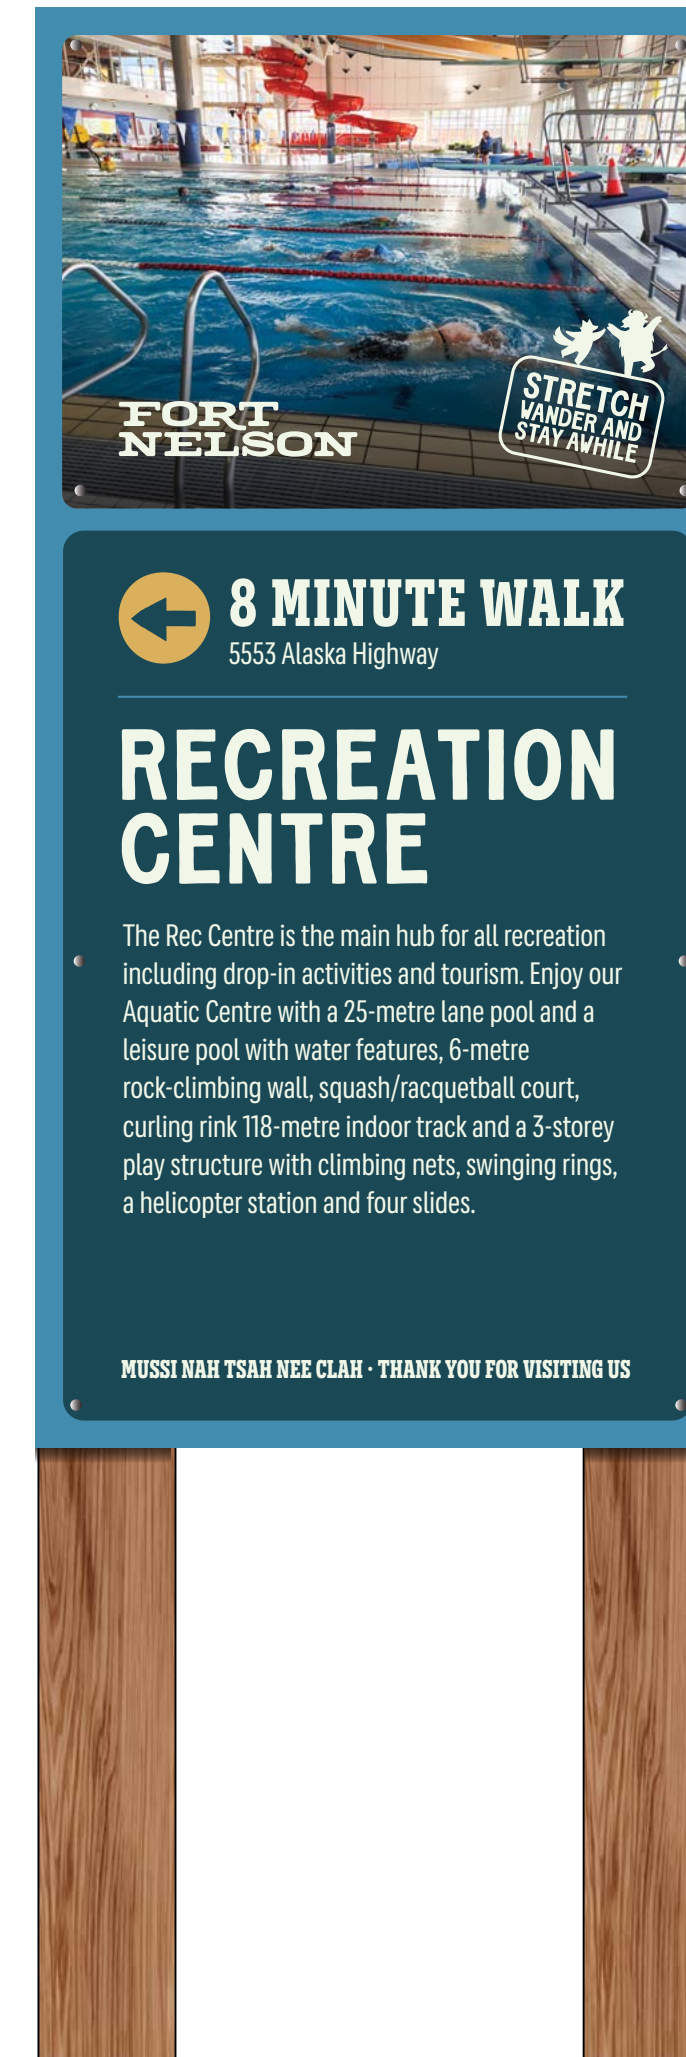 FORT
NELSON
STRETCH
WANDER AND
STAY AWHILE
8 MINUTE WALK
5553 Alaska Highway
RECREATION
CENTRE
The Rec Centre is the main hub for all recreation
including drop-in activities and tourism. Enjoy our
Aquatic Centre with a 25-metre lane pool and a
leisure pool with water features, 6-metre
rock-climbing wall, squash/racquetball court,
curling rink 118-metre indoor track and a 3-storey
play structure with climbing nets, swinging rings,
a helicopter station and four slides.
MUSSI NAH TSAH NEE CLAH · THANK YOU FOR VISITING US